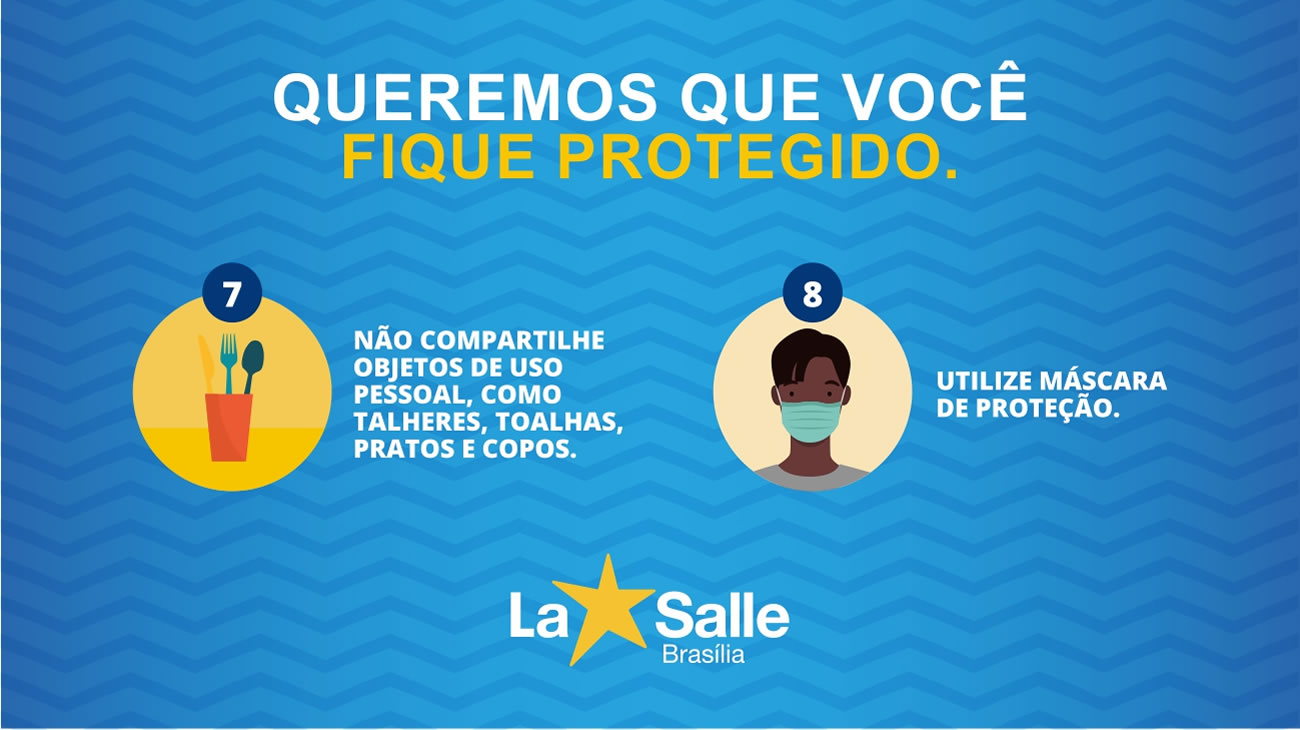 QUEREMOS QUE VOCÊ
FIQUE PROTEGIDO.
7
NÃO COMPARTILHE
OBJETOS DE USO
PESSOAL, COMO
TALHERES, TOALHAS,
PRATOS E COPOS.
8
UTILIZE MÁSCARA
DE PROTEÇÃO.
La Salle
Brasília